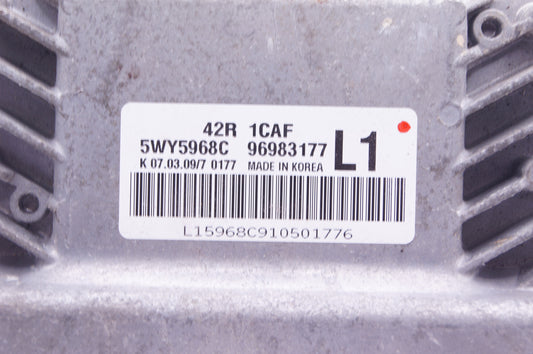 42R 1CAF
5WY5968C 96983177 L1
K 07.03.09/7 0177 MADE IN KOREA
L15968C910501776